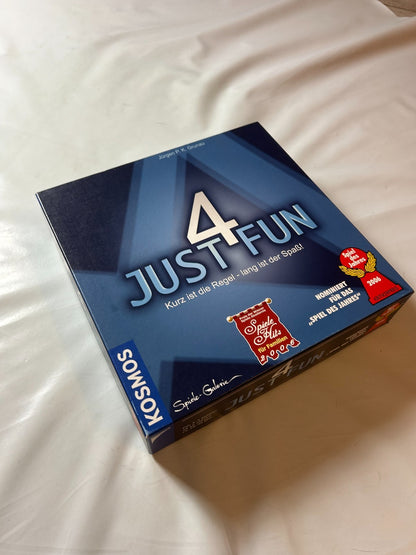 Jürgen P. K. Grunau
JUST 4 FUN
Kurz ist die Regel - lang ist der Spaß!
Spiel des
Jahres
2006
NOMINIERT
FÜR DAS
„SPIEL DES JAHRES"
Spiele
Hits
für Familien
KOSMOS
Spiele-Galerie
JUST 4 FUN